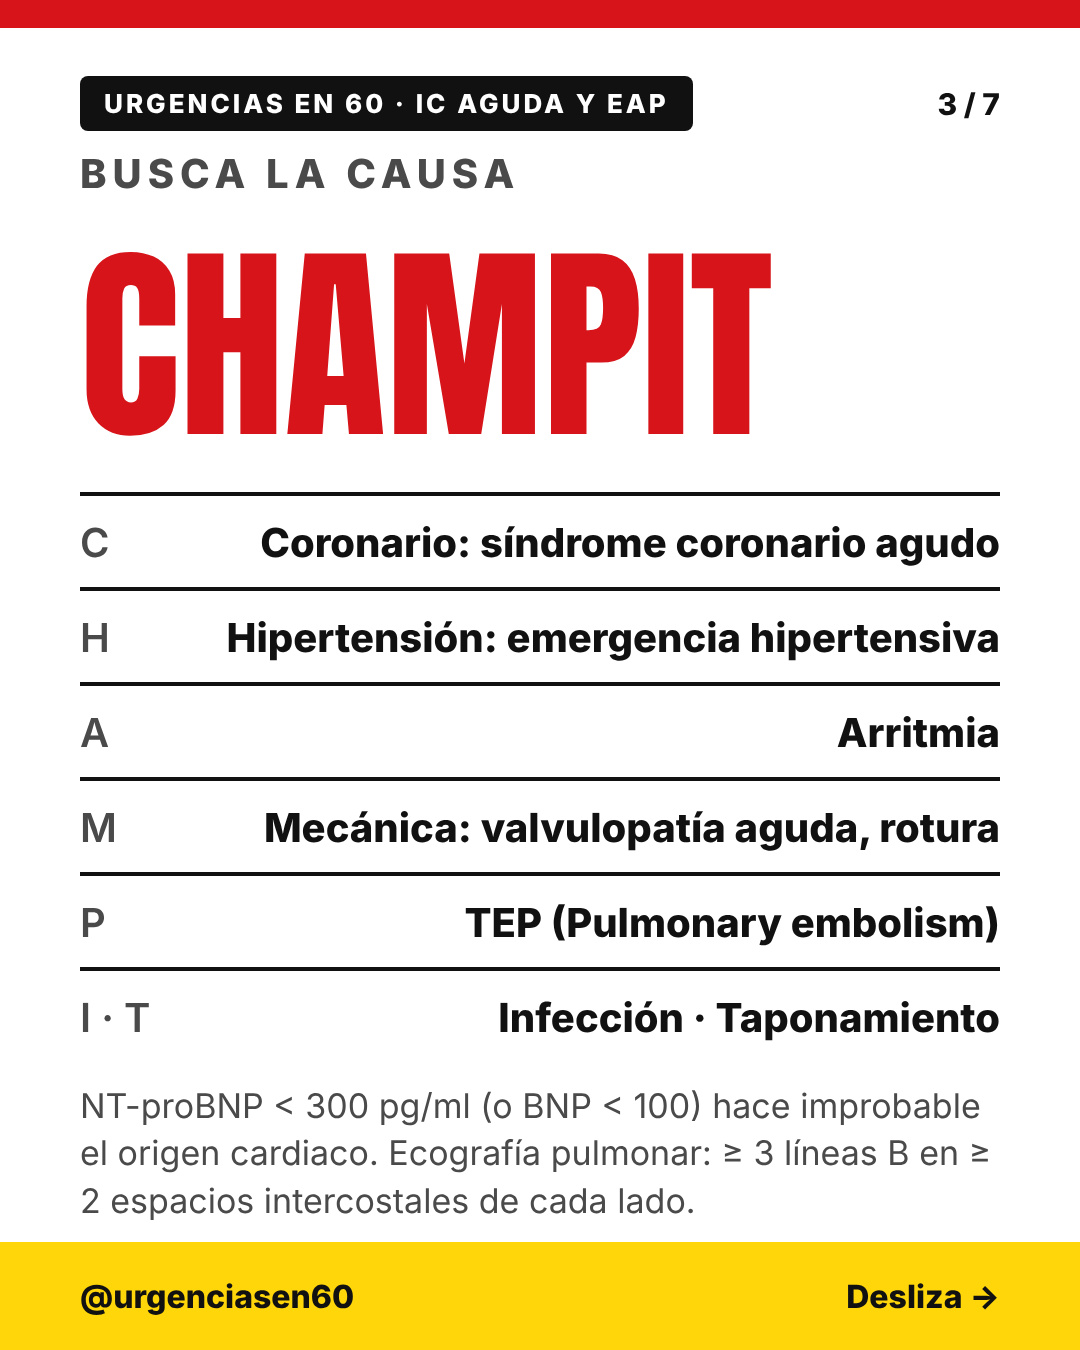 URGENCIAS EN 60 · IC AGUDA Y EAP
3 / 7
BUSCA LA CAUSA
CHAMPIT
C Coronario: síndrome coronario agudo
H Hipertensión: emergencia hipertensiva
A Arritmia
M Mecánica: valvulopatía aguda, rotura
P TEP (Pulmonary embolism)
I · T Infección · Taponamiento
NT-proBNP < 300 pg/ml (o BNP < 100) hace improbable
el origen cardiaco. Ecografía pulmonar: ≥ 3 líneas B en ≥
2 espacios intercostales de cada lado.
@urgenciasen60
Desliza →